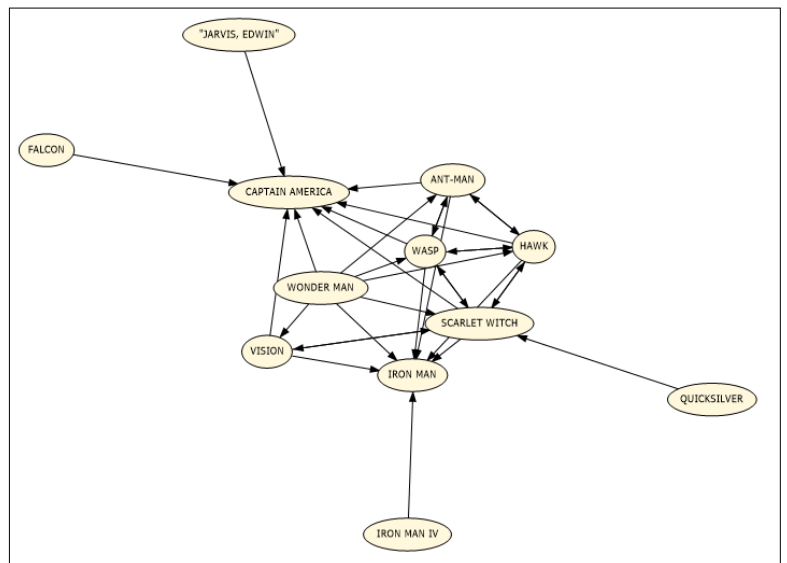 "JARVIS, EDWIN"
FALCON
ANT-MAN
CAPTAIN AMERICA
HAWK
WASP
WONDER MAN
SCARLET WITCH
VISION
IRON MAN
QUICKSILVER
IRON MAN IV